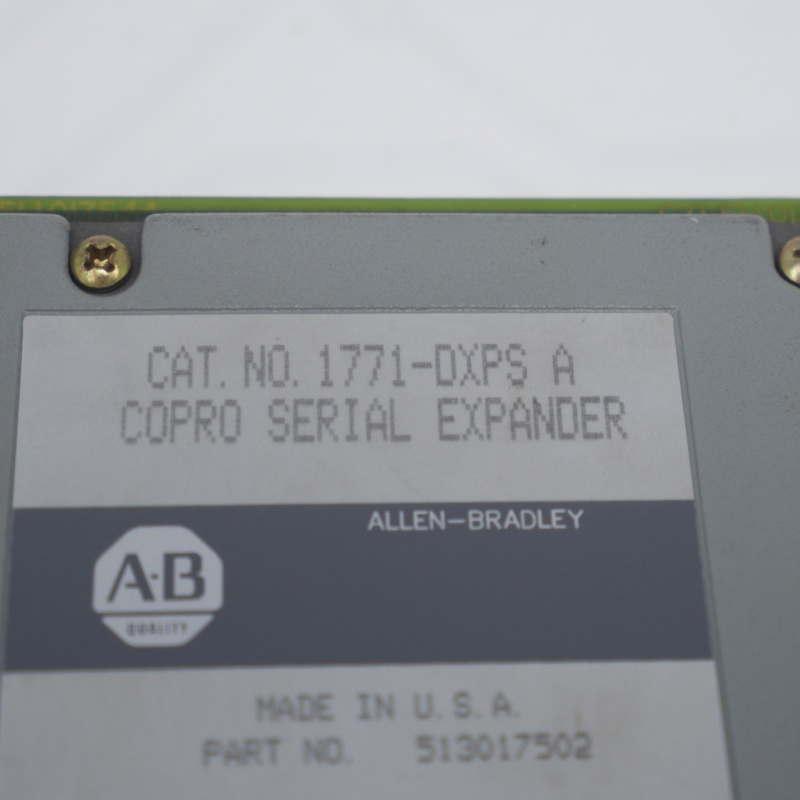 CAT. NO. 1771-DXPS A
COPRO SERIAL EXPANDER
ALLEN-BRADLEY
A·B
QUALITY
MADE IN U.S.A.
PART NO. 513017502